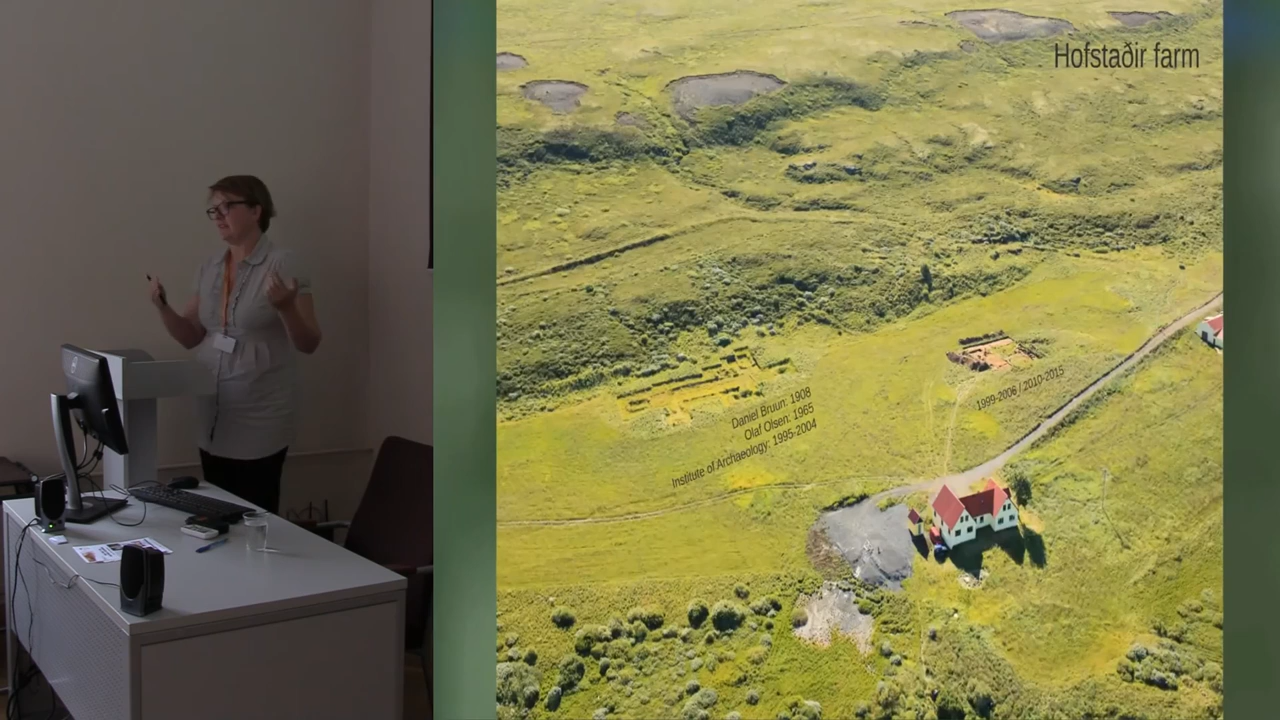 Hofstaðir farm
Daniel Bruun: 1908
Olaf Olsen: 1965
Institute of Archaeology: 1995-2004
1999-2006 / 2010-2015